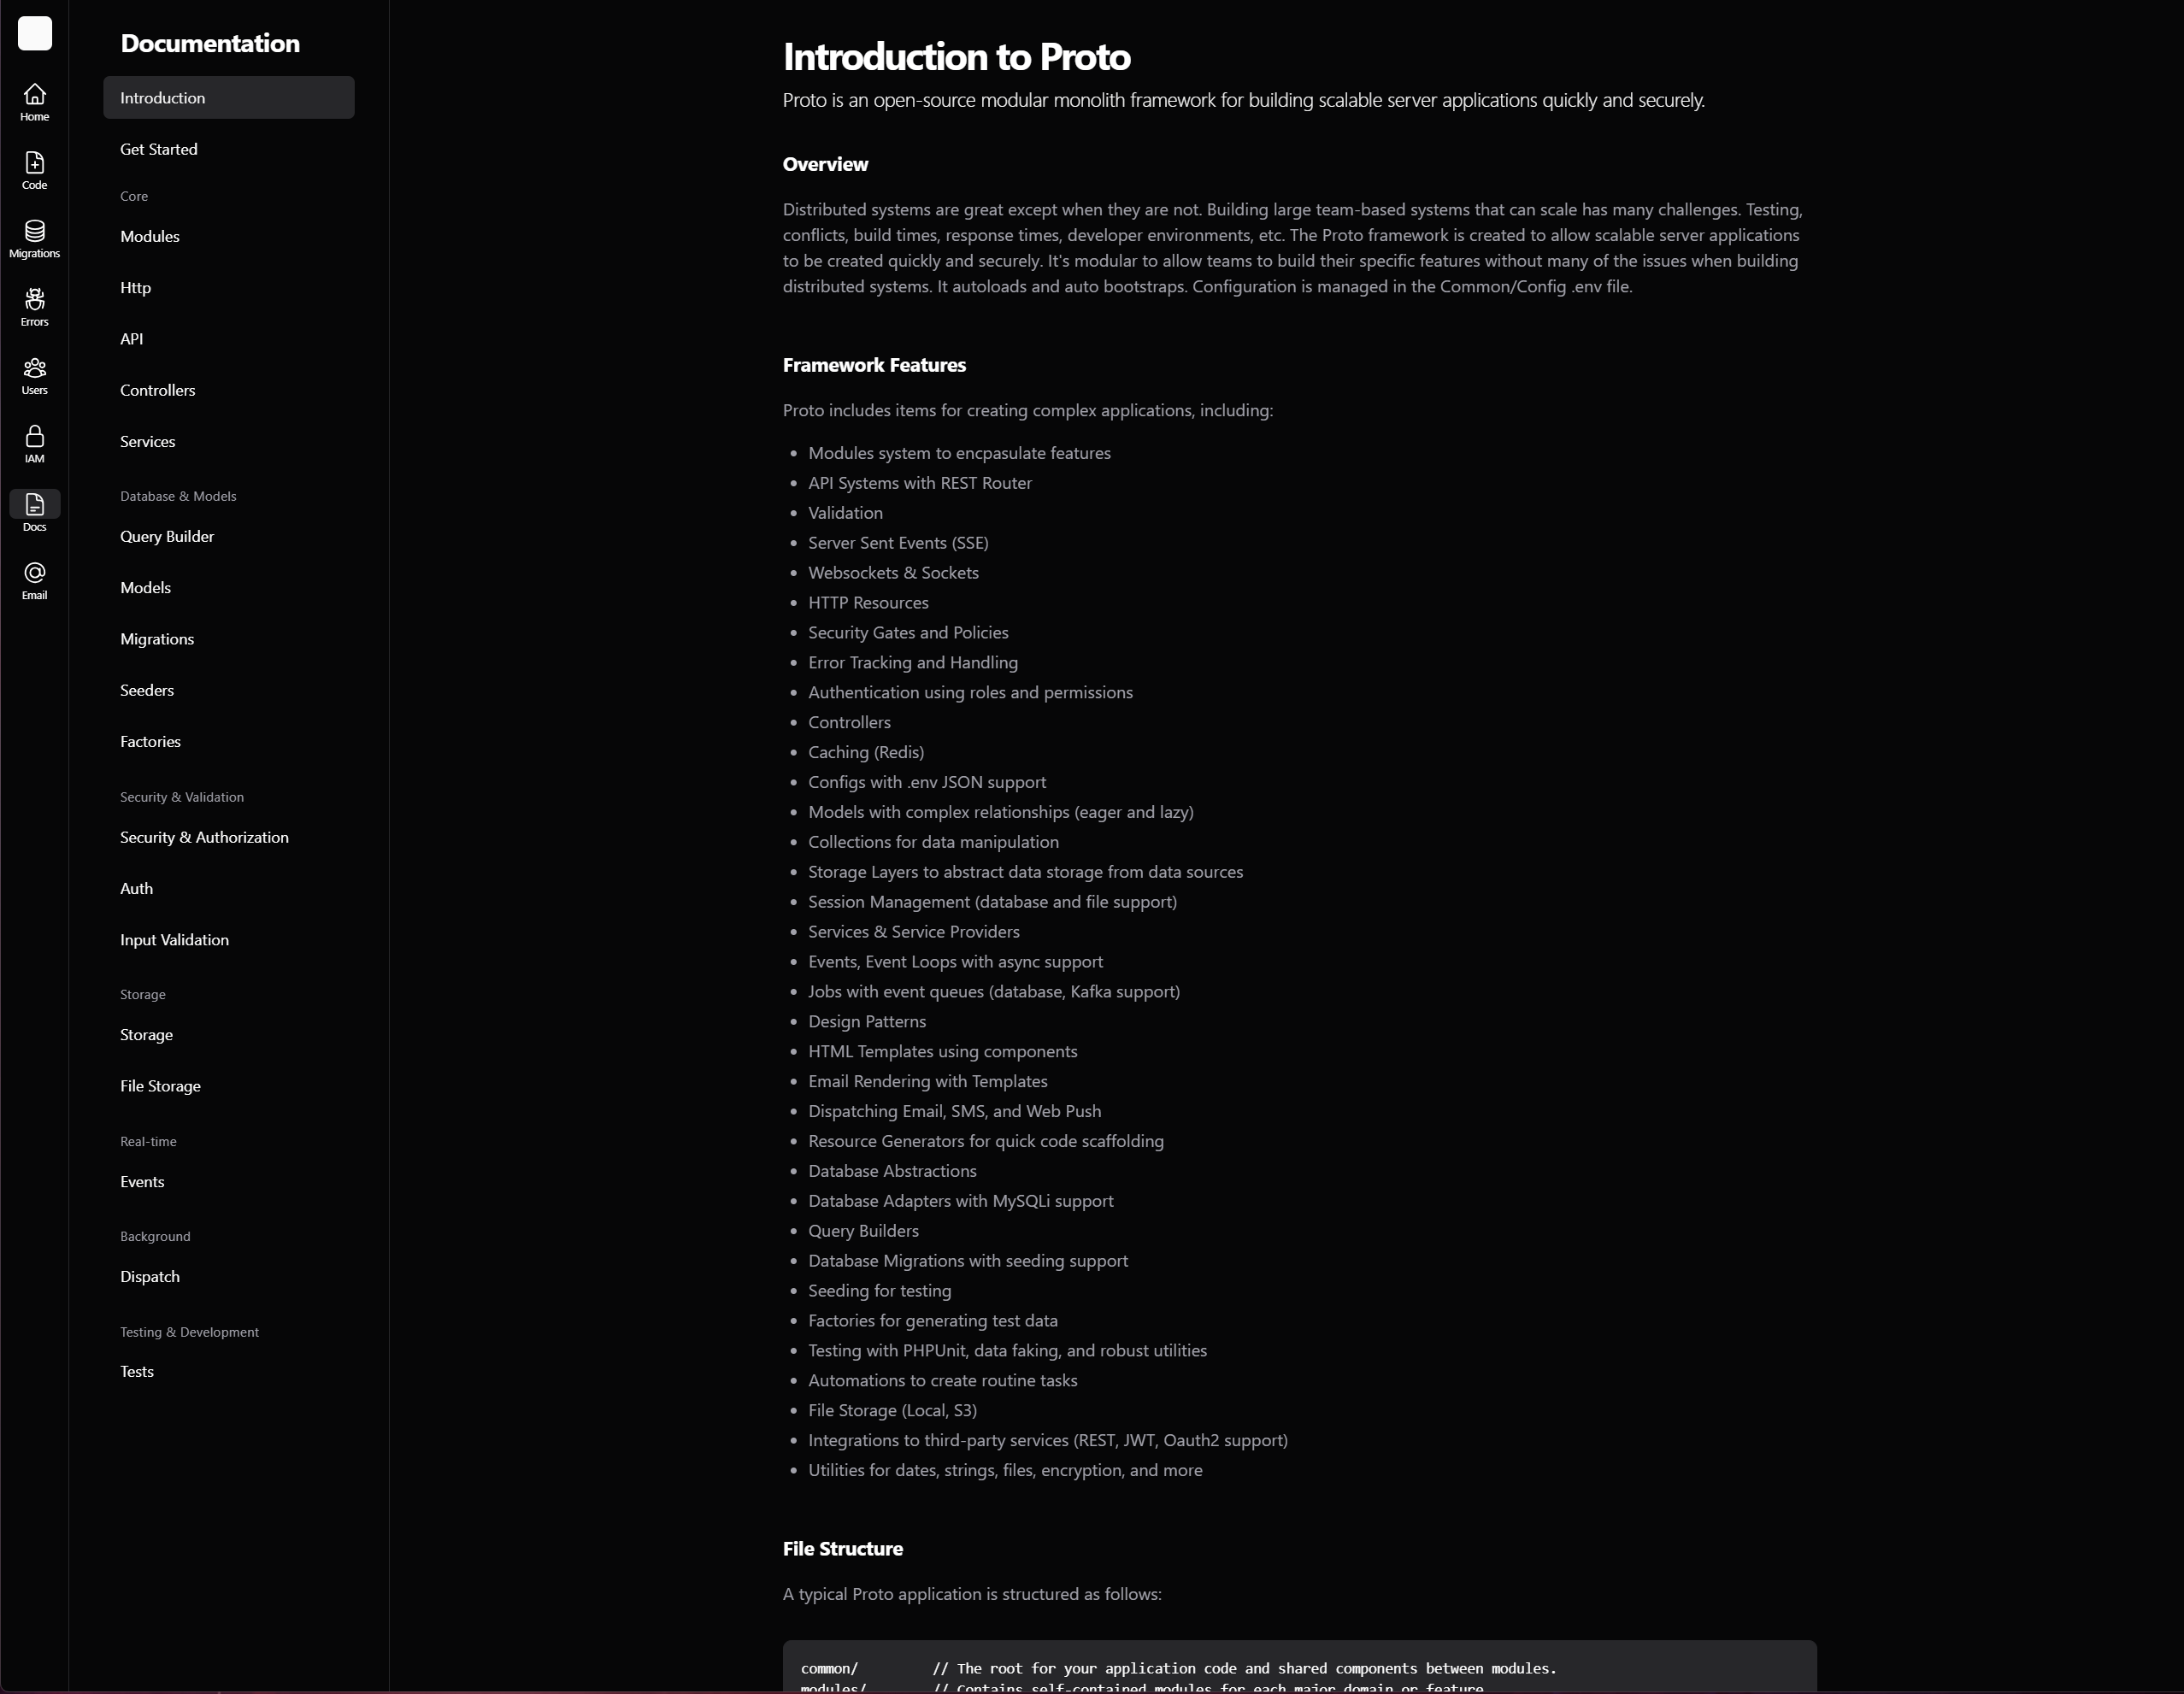 Home
Code
Migrations
Errors
Users
IAM
Docs
Email
Documentation
Introduction
Get Started
Core
Modules
Http
API
Controllers
Services
Database & Models
Query Builder
Models
Migrations
Seeders
Factories
Security & Validation
Security & Authorization
Auth
Input Validation
Storage
Storage
File Storage
Real-time
Events
Background
Dispatch
Testing & Development
Tests
Introduction to Proto
Proto is an open-source modular monolith framework for building scalable server applications quickly and securely.
Overview
Distributed systems are great except when they are not. Building large team-based systems that can scale has many challenges. Testing,
conflicts, build times, response times, developer environments, etc. The Proto framework is created to allow scalable server applications
to be created quickly and securely. It's modular to allow teams to build their specific features without many of the issues when building
distributed systems. It autoloads and auto bootstraps. Configuration is managed in the Common/Config .env file.
Framework Features
Proto includes items for creating complex applications, including:
• Modules system to encpasulate features
• API Systems with REST Router
• Validation
• Server Sent Events (SSE)
• Websockets & Sockets
• HTTP Resources
• Security Gates and Policies
• Error Tracking and Handling
• Authentication using roles and permissions
• Controllers
• Caching (Redis)
• Configs with .env JSON support
• Models with complex relationships (eager and lazy)
• Collections for data manipulation
• Storage Layers to abstract data storage from data sources
• Session Management (database and file support)
• Services & Service Providers
• Events, Event Loops with async support
• Jobs with event queues (database, Kafka support)
• Design Patterns
• HTML Templates using components
• Email Rendering with Templates
• Dispatching Email, SMS, and Web Push
• Resource Generators for quick code scaffolding
• Database Abstractions
• Database Adapters with MySQLi support
• Query Builders
• Database Migrations with seeding support
• Seeding for testing
• Factories for generating test data
• Testing with PHPUnit, data faking, and robust utilities
• Automations to create routine tasks
• File Storage (Local, S3)
• Integrations to third-party services (REST, JWT, Oauth2 support)
• Utilities for dates, strings, files, encryption, and more
File Structure
A typical Proto application is structured as follows:
common/ // The root for your application code and shared components between modules.
modules/ // Contains self-contained modules for each major domain or feature